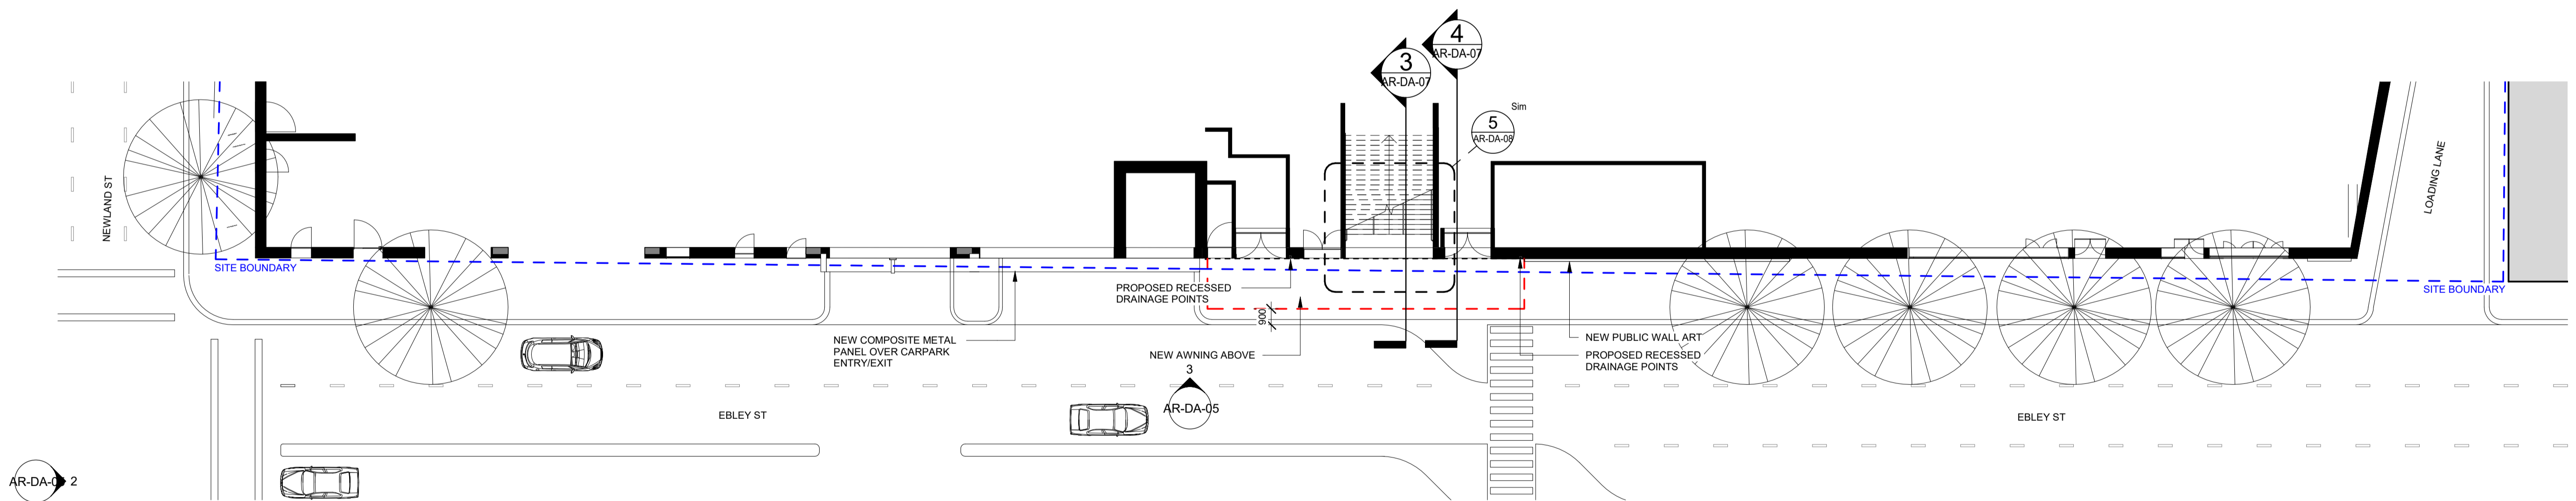 4
AR-DA-07
3
AR-DA-07
Sim
5
AR-DA-08
NEWLAND ST
LOADING LANE
SITE BOUNDARY
SITE BOUNDARY
PROPOSED RECESSED
DRAINAGE POINTS
900
NEW COMPOSITE METAL
PANEL OVER CARPARK
ENTRY/EXIT
NEW AWNING ABOVE
NEW PUBLIC WALL ART
PROPOSED RECESSED
DRAINAGE POINTS
3
AR-DA-05
EBLEY ST
EBLEY ST
2